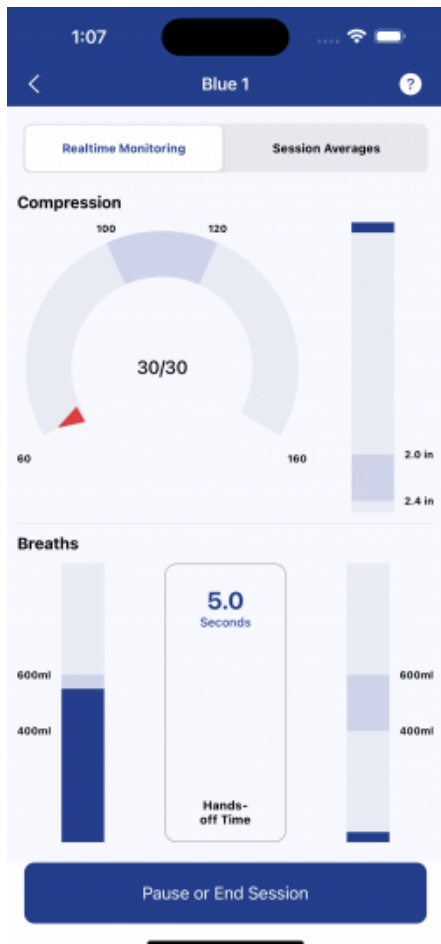 1:07
Blue 1
?
Realtime Monitoring
Session Averages
Compression
100
120
30/30
60
160
2.0 in
2.4 in
Breaths
5.0
Seconds
600ml
600ml
400ml
400ml
Hands-
off Time
Pause or End Session